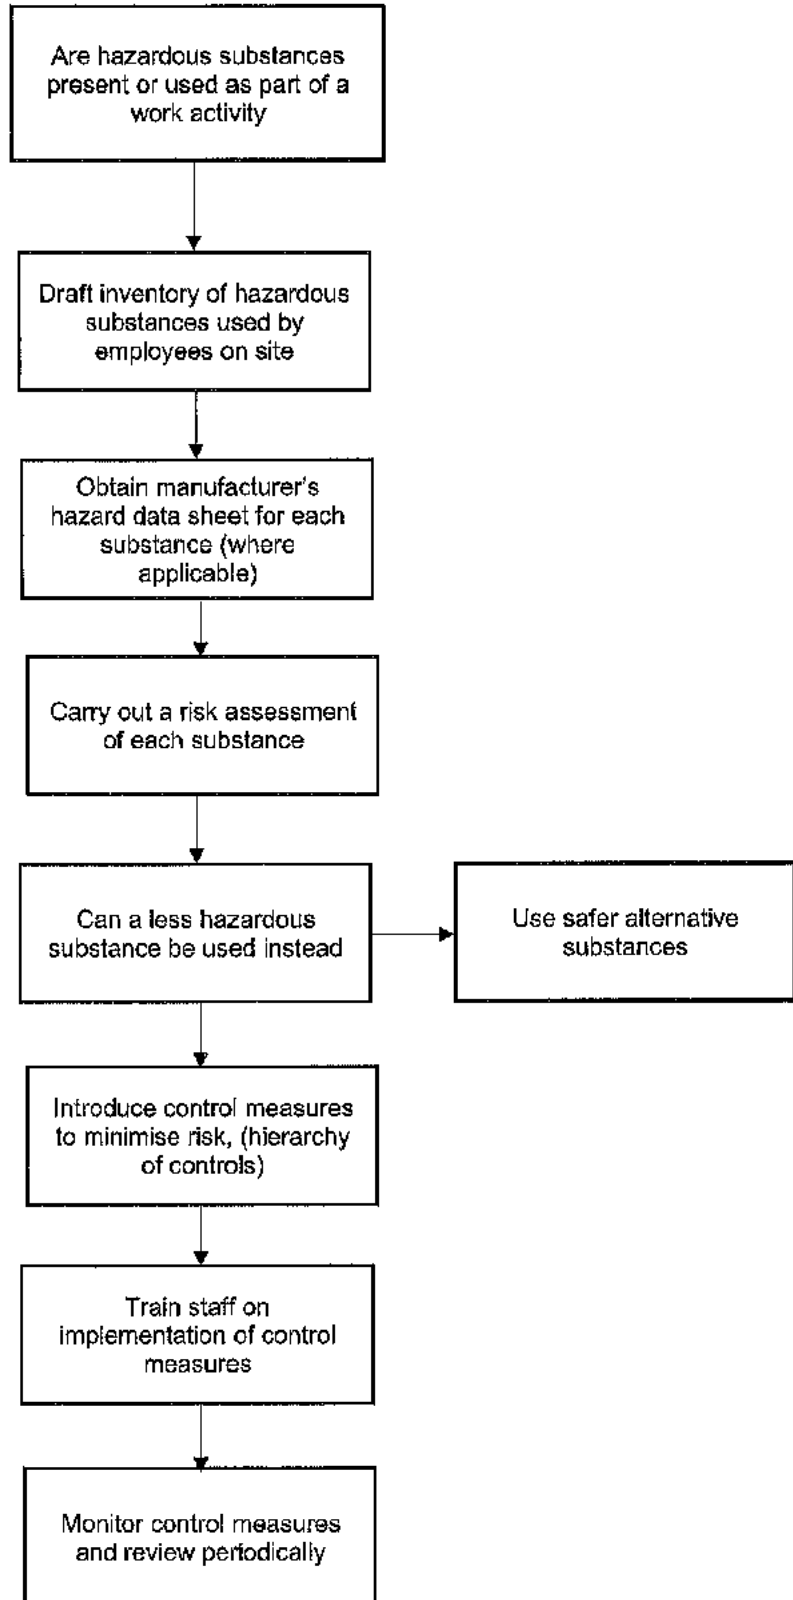 Are hazardous substances
present or used as part of a
work activity
Draft inventory of hazardous
substances used by
employees on site
Obtain manufacturer's
hazard data sheet for each
substance (where
applicable)
Carry out a risk assessment
of each substance
Can a less hazardous
substance be used instead
Use safer alternative
substances
Introduce control measures
to minimise risk, (hierarchy
of controls)
Train staff on
implementation of control
measures
Monitor control measures
and review periodically